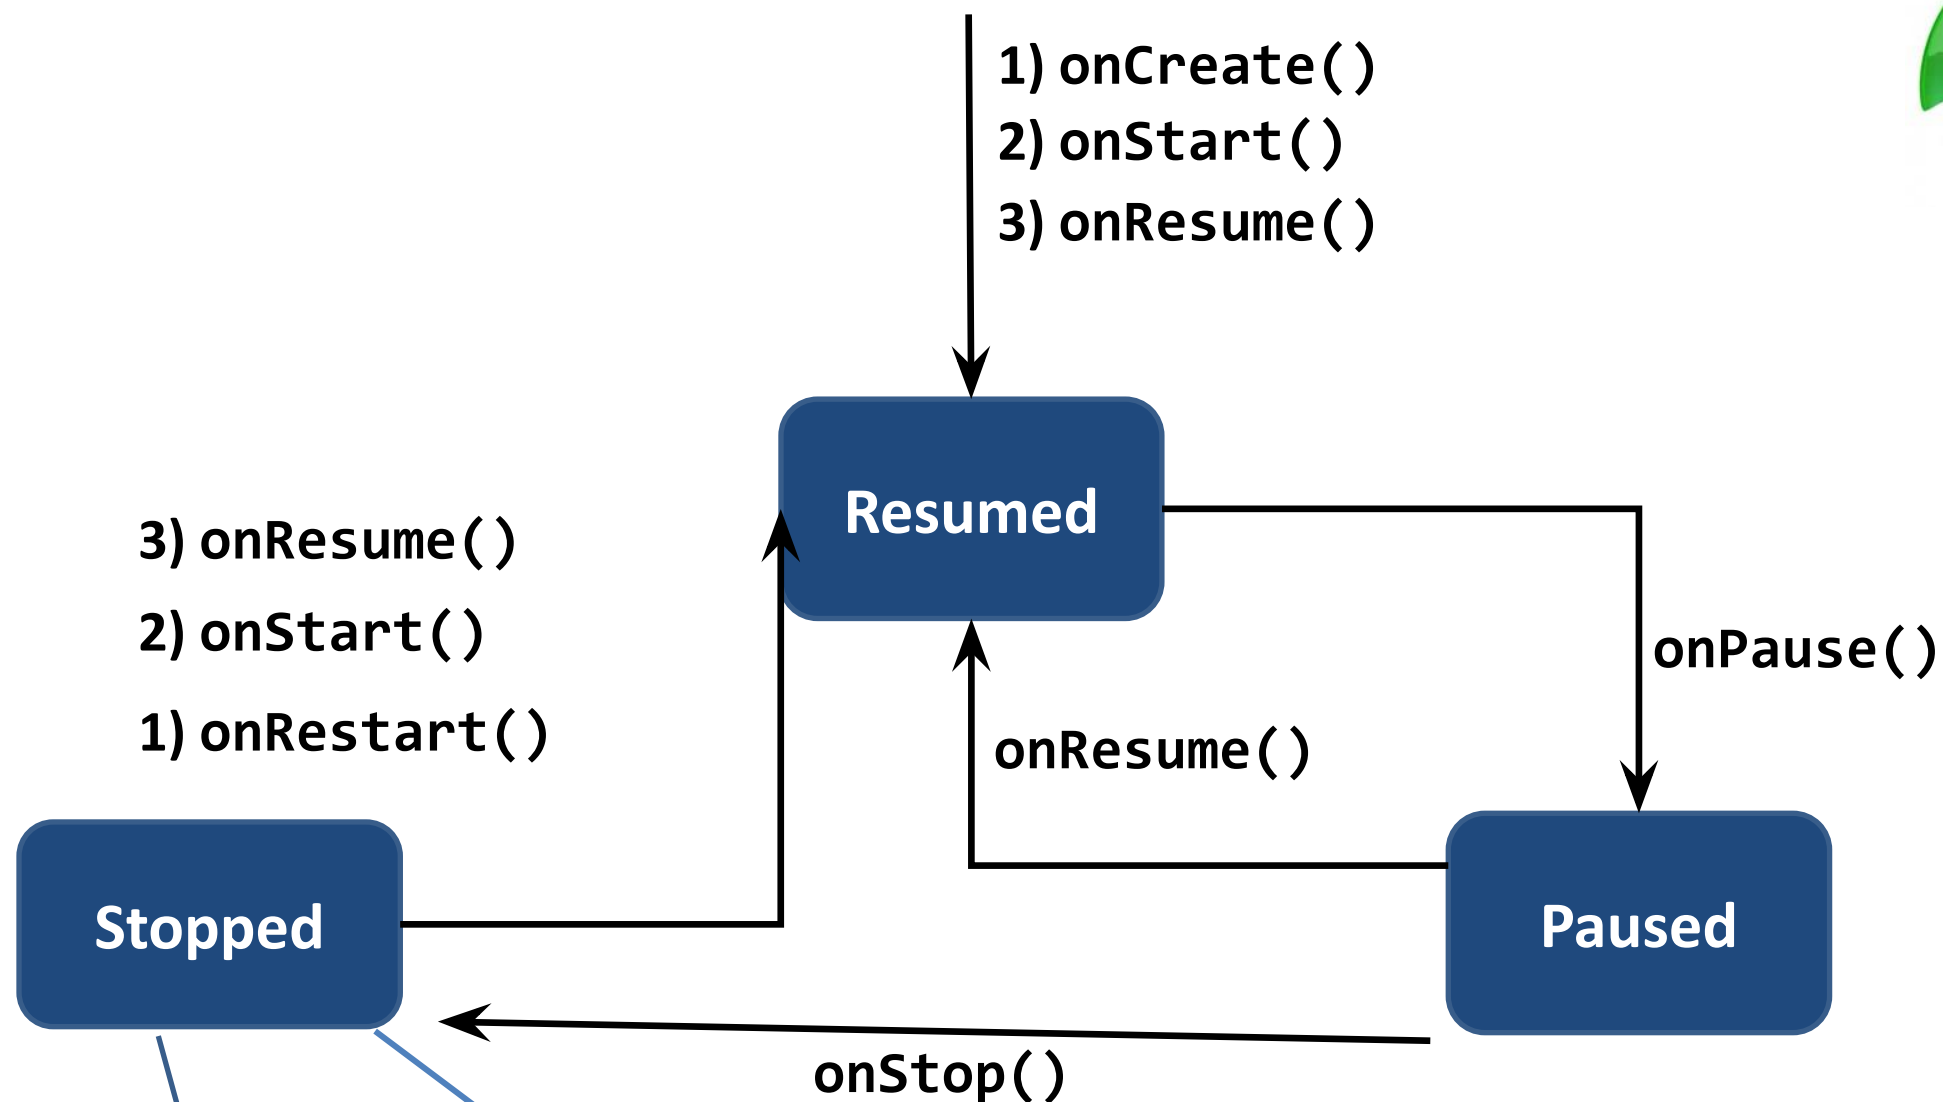 1) onCreate()
2) onStart()
3) onResume()
Resumed
3) onResume()
2) onStart()
1) onRestart()
onPause()
onResume()
Stopped
Paused
onStop()